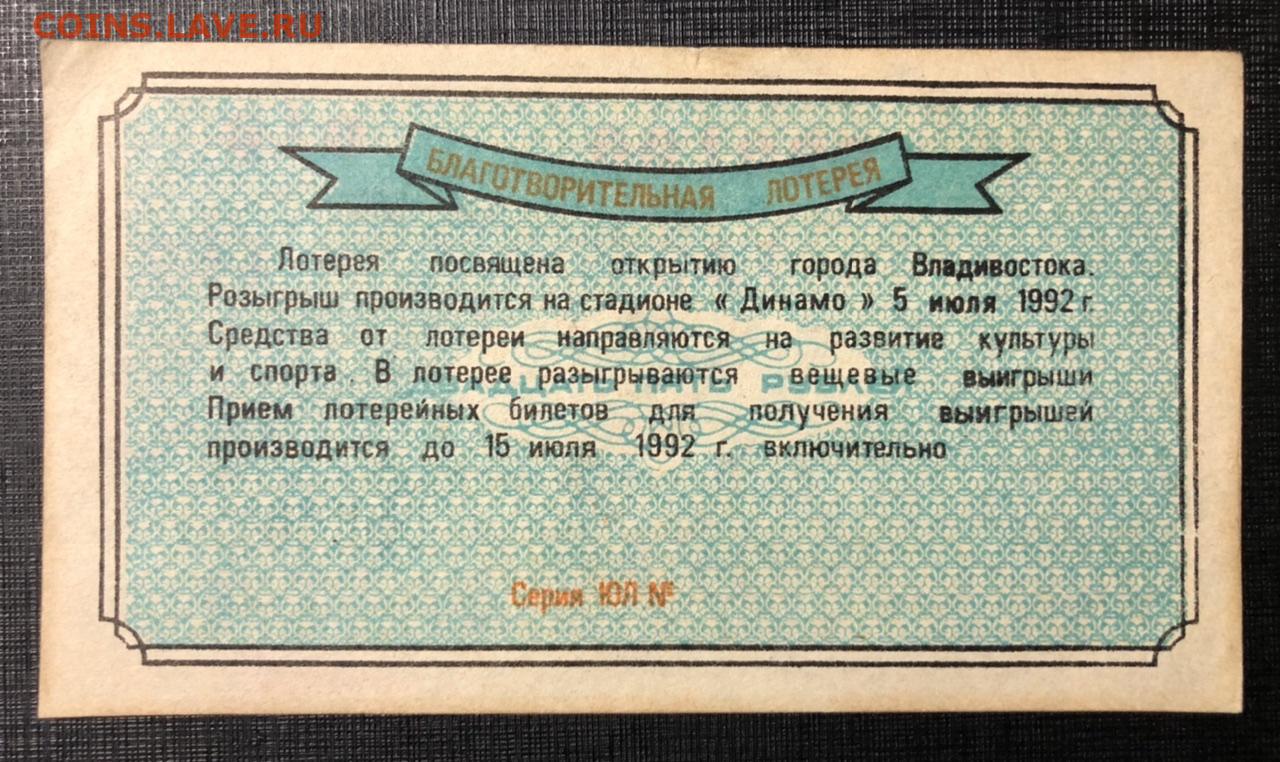 COINS.LAVE.RU
БЛАГОТВОРИТЕЛЬНАЯ ЛОТЕРЕЯ
Лотерея посвящена открытию города Владивостока.
Розыгрыш производится на стадионе « Динамо » 5 июля 1992 г.
Средства от лотереи направляются на развитие культуры
и спорта . В лотерее разыгрываются вещевые выигрыши
Прием лотерейных билетов для получения выигрышей
производится до 15 июля 1992 г. включительно
Серия ЮЛ №